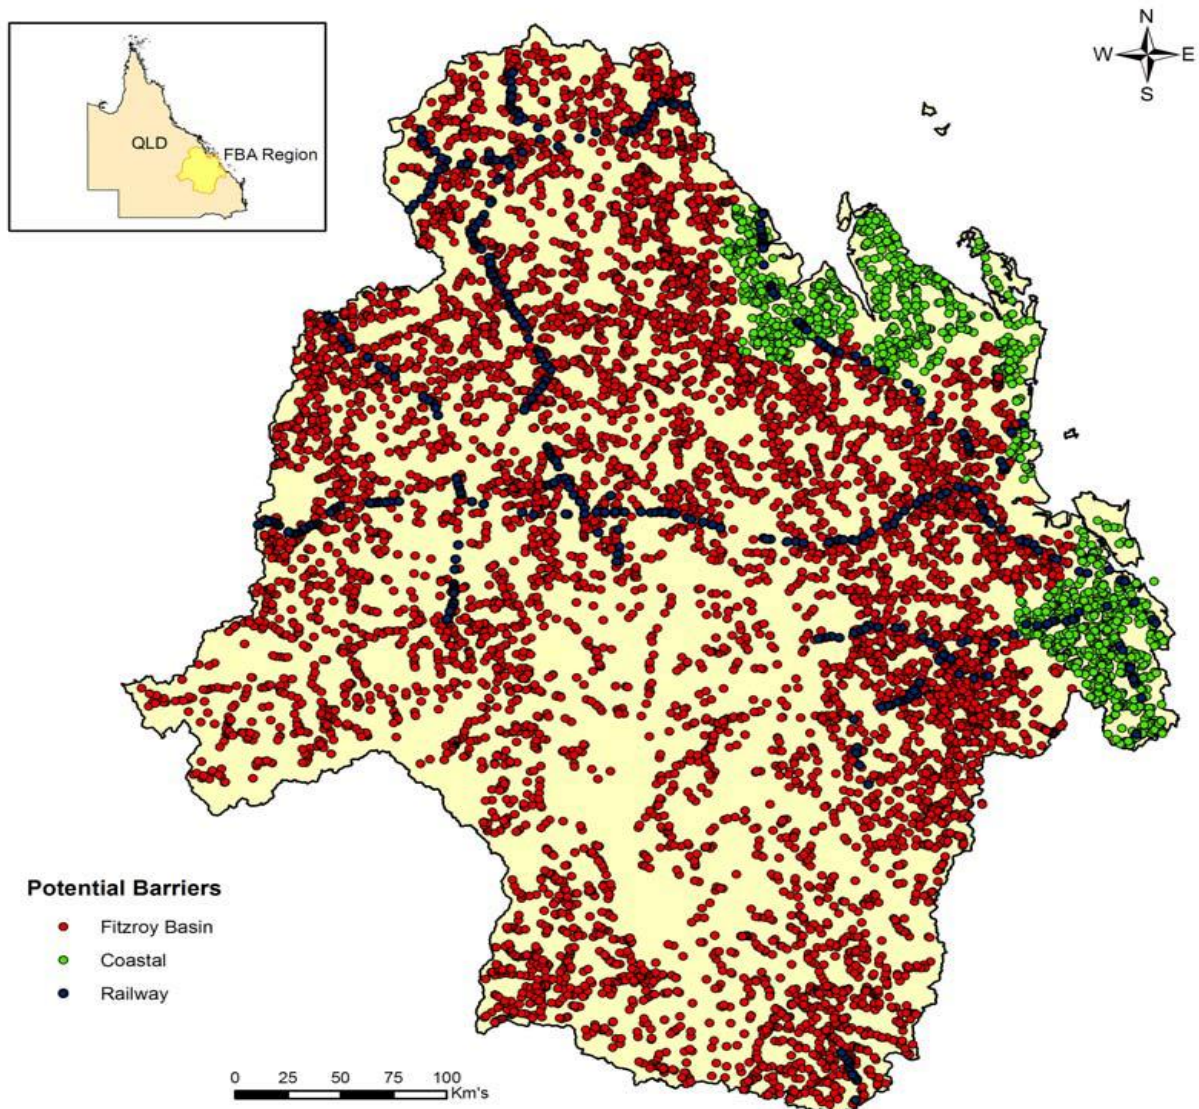 N
W E
S
QLD
FBA Region
Potential Barriers
Fitzroy Basin
Coastal
Railway
0 25 50 75 100
Km's